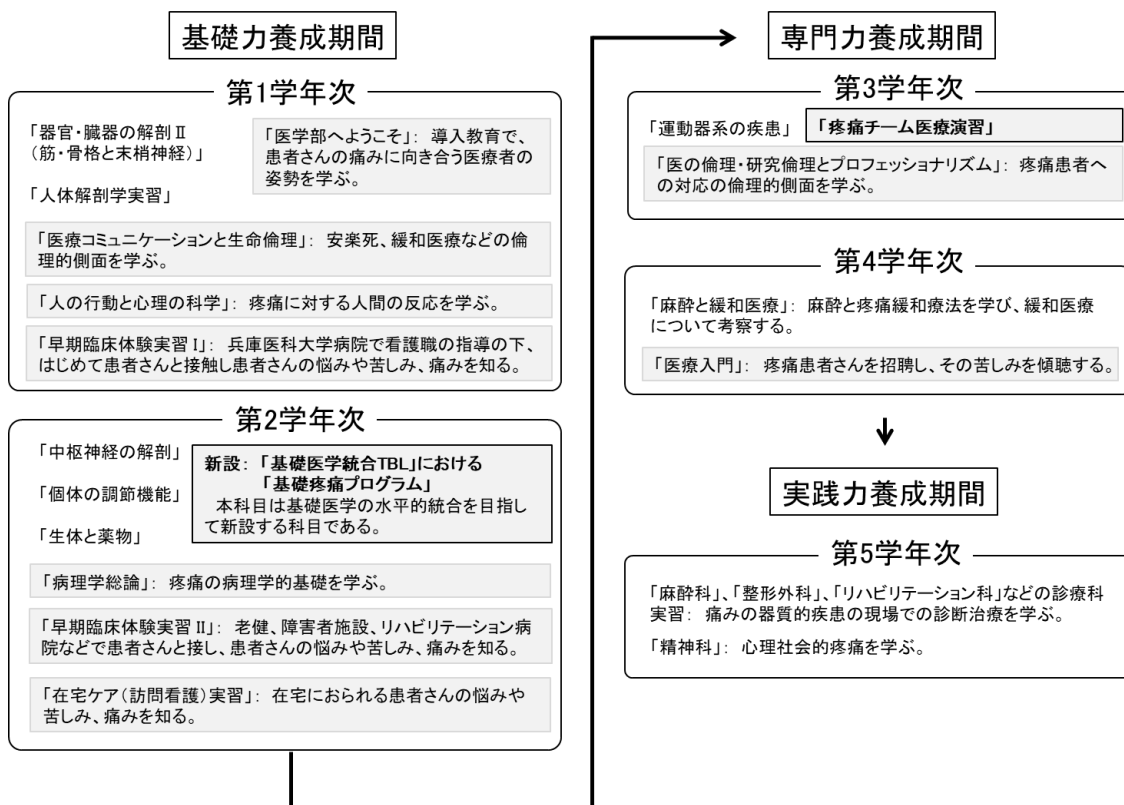 基礎力養成期間
第1学年次
「器官・臓器の解剖Ⅱ
(筋・骨格と末梢神経)」
「人体解剖学実習」
「医学部へようこそ」: 導入教育で、
患者さんの痛みに向き合う医療者の
姿勢を学ぶ。
「医療コミュニケーションと生命倫理」: 安楽死、緩和医療などの倫
理的側面を学ぶ。
「人の行動と心理の科学」: 疼痛に対する人間の反応を学ぶ。
「早期臨床体験実習 I」: 兵庫医科大学病院で看護職の指導の下、
はじめて患者さんと接触し患者さんの悩みや苦しみ、痛みを知る。
第2学年次
「中枢神経の解剖」
「個体の調節機能」
「生体と薬物」
新設: 「基礎医学統合TBL」における
「基礎疼痛プログラム」
本科目は基礎医学の水平的統合を目指し
て新設する科目である。
「病理学総論」: 疼痛の病理学的基礎を学ぶ。
「早期臨床体験実習 II」: 老健、障害者施設、リハビリテーション病
院などで患者さんと接し、患者さんの悩みや苦しみ、痛みを知る。
「在宅ケア(訪問看護)実習」: 在宅におられる患者さんの悩みや
苦しみ、痛みを知る。
専門力養成期間
第3学年次
「運動器系の疾患」
「疼痛チーム医療演習」
「医の倫理・研究倫理とプロフェッショナリズム」: 疼痛患者へ
の対応の倫理的側面を学ぶ。
第4学年次
「麻酔と緩和医療」: 麻酔と疼痛緩和療法を学び、緩和医療
について考察する。
「医療入門」: 疼痛患者さんを招聘し、その苦しみを傾聴する。
実践力養成期間
第5学年次
「麻酔科」、「整形外科」、「リハビリテーション科」などの診療科
実習: 痛みの器質的疾患の現場での診断治療を学ぶ。
「精神科」: 心理社会的疼痛を学ぶ。